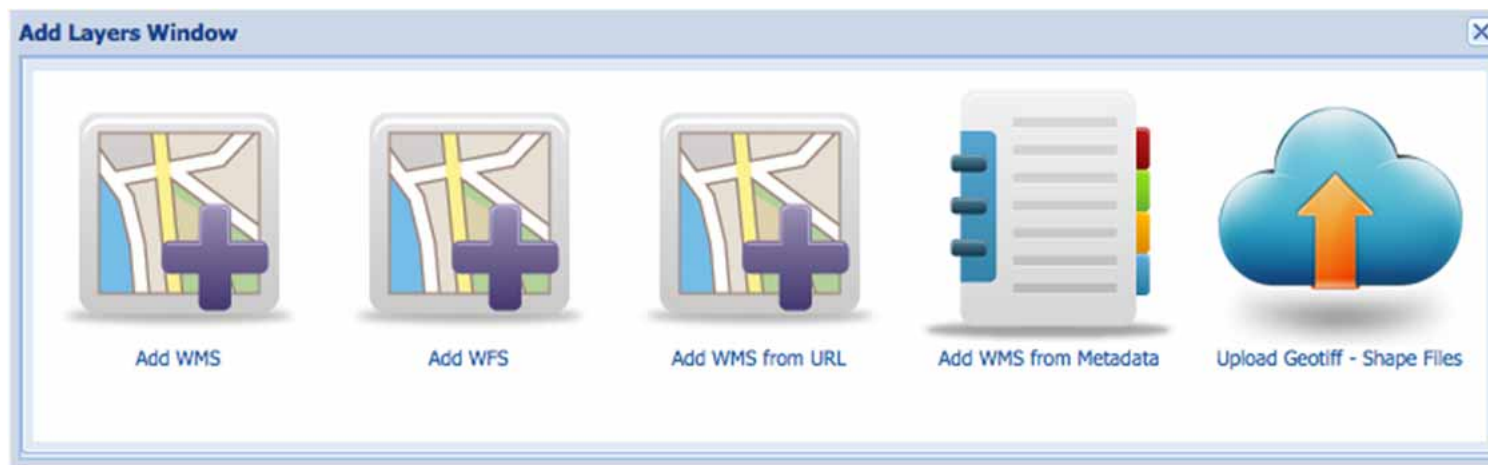 Add Layers Window
Add WMS
Add WFS
Add WMS from URL
Add WMS from Metadata
Upload Geotiff - Shape Files